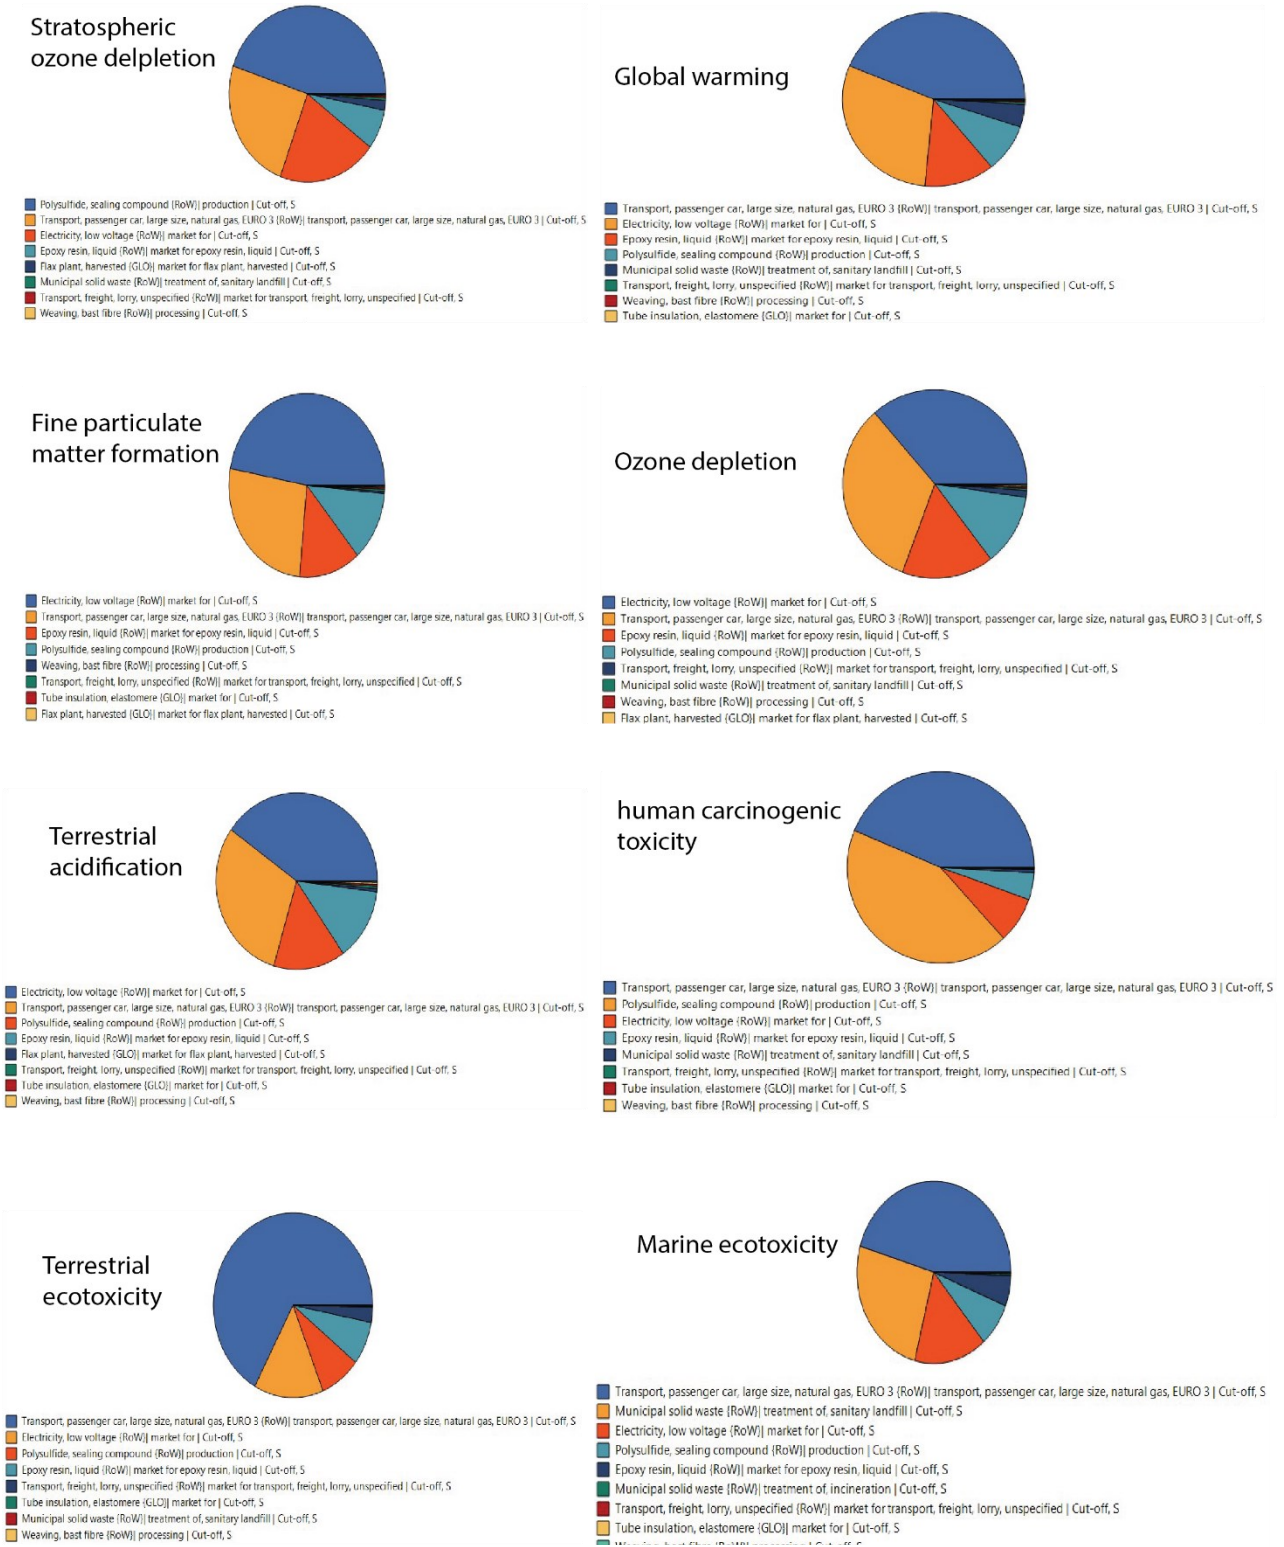 Stratospheric
ozone delpletion
Polysulfide, sealing compound {RoW}| production | Cut-off, S
Transport, passenger car, large size, natural gas, EURO 3 {RoW}| transport, passenger car, large size, natural gas, EURO 3 | Cut-off, S
Electricity, low voltage {RoW}| market for | Cut-off, S
Epoxy resin, liquid {RoW}| market for epoxy resin, liquid | Cut-off, S
Flax plant, harvested {GLO}| market for flax plant, harvested | Cut-off, S
Municipal solid waste {RoW}| treatment of, sanitary landfill | Cut-off, S
Transport, freight, lorry, unspecified {RoW}| market for transport, freight, lorry, unspecified | Cut-off, S
Weaving, bast fibre {RoW}| processing | Cut-off, S
Global warming
Transport, passenger car, large size, natural gas, EURO 3 {RoW}| transport, passenger car, large size, natural gas, EURO 3 | Cut-off, S
Electricity, low voltage {RoW}| market for | Cut-off, S
Epoxy resin, liquid {RoW}| market for epoxy resin, liquid | Cut-off, S
Polysulfide, sealing compound {RoW}| production | Cut-off, S
Municipal solid waste {RoW}| treatment of, sanitary landfill | Cut-off, S
Transport, freight, lorry, unspecified {RoW}| market for transport, freight, lorry, unspecified | Cut-off, S
Weaving, bast fibre {RoW}| processing | Cut-off, S
Tube insulation, elastomere {GLO}| market for | Cut-off, S
Fine particulate
matter formation
Electricity, low voltage {RoW}| market for | Cut-off, S
Transport, passenger car, large size, natural gas, EURO 3 {RoW}| transport, passenger car, large size, natural gas, EURO 3 | Cut-off, S
Epoxy resin, liquid {RoW}| market for epoxy resin, liquid | Cut-off, S
Polysulfide, sealing compound {RoW}| production | Cut-off, S
Weaving, bast fibre {RoW}| processing | Cut-off, S
Transport, freight, lorry, unspecified {RoW}| market for transport, freight, lorry, unspecified | Cut-off, S
Tube insulation, elastomere {GLO}| market for | Cut-off, S
Flax plant, harvested {GLO}| market for flax plant, harvested | Cut-off, S
Ozone depletion
Electricity, low voltage {RoW}| market for | Cut-off, S
Transport, passenger car, large size, natural gas, EURO 3 {RoW}| transport, passenger car, large size, natural gas, EURO 3 | Cut-off, S
Epoxy resin, liquid {RoW}| market for epoxy resin, liquid | Cut-off, S
Polysulfide, sealing compound {RoW}| production | Cut-off, S
Transport, freight, lorry, unspecified {RoW}| market for transport, freight, lorry, unspecified | Cut-off, S
Municipal solid waste {RoW}| treatment of, sanitary landfill | Cut-off, S
Weaving, bast fibre {RoW}| processing | Cut-off, S
Flax plant, harvested {GLO}| market for flax plant, harvested | Cut-off, S
Terrestrial
acidification
Electricity, low voltage {RoW}| market for | Cut-off, S
Transport, passenger car, large size, natural gas, EURO 3 {RoW}| transport, passenger car, large size, natural gas, EURO 3 | Cut-off, S
Polysulfide, sealing compound {RoW}| production | Cut-off, S
Epoxy resin, liquid {RoW}| market for epoxy resin, liquid | Cut-off, S
Flax plant, harvested {GLO}| market for flax plant, harvested | Cut-off, S
Transport, freight, lorry, unspecified {RoW}| market for transport, freight, lorry, unspecified | Cut-off, S
Tube insulation, elastomere {GLO}| market for | Cut-off, S
Weaving, bast fibre {RoW}| processing | Cut-off, S
human carcinogenic
toxicity
Transport, passenger car, large size, natural gas, EURO 3 {RoW}| transport, passenger car, large size, natural gas, EURO 3 | Cut-off, S
Polysulfide, sealing compound {RoW}| production | Cut-off, S
Electricity, low voltage {RoW}| market for | Cut-off, S
Epoxy resin, liquid {RoW}| market for epoxy resin, liquid | Cut-off, S
Municipal solid waste {RoW}| treatment of, sanitary landfill | Cut-off, S
Transport, freight, lorry, unspecified {RoW}| market for transport, freight, lorry, unspecified | Cut-off, S
Tube insulation, elastomere {GLO}| market for | Cut-off, S
Weaving, bast fibre {RoW}| processing | Cut-off, S
Terrestrial
ecotoxicity
Transport, passenger car, large size, natural gas, EURO 3 {RoW}| transport, passenger car, large size, natural gas, EURO 3 | Cut-off, S
Electricity, low voltage {RoW}| market for | Cut-off, S
Polysulfide, sealing compound {RoW}| production | Cut-off, S
Epoxy resin, liquid {RoW}| market for epoxy resin, liquid | Cut-off, S
Transport, freight, lorry, unspecified {RoW}| market for transport, freight, lorry, unspecified | Cut-off, S
Tube insulation, elastomere {GLO}| market for | Cut-off, S
Municipal solid waste {RoW}| treatment of, sanitary landfill | Cut-off, S
Weaving, bast fibre {RoW}| processing | Cut-off, S
Marine ecotoxicity
Transport, passenger car, large size, natural gas, EURO 3 {RoW}| transport, passenger car, large size, natural gas, EURO 3 | Cut-off, S
Municipal solid waste {RoW}| treatment of, sanitary landfill | Cut-off, S
Electricity, low voltage {RoW}| market for | Cut-off, S
Polysulfide, sealing compound {RoW}| production | Cut-off, S
Epoxy resin, liquid {RoW}| market for epoxy resin, liquid | Cut-off, S
Municipal solid waste {RoW}| treatment of, incineration | Cut-off, S
Transport, freight, lorry, unspecified {RoW}| market for transport, freight, lorry, unspecified | Cut-off, S
Tube insulation, elastomere {GLO}| market for | Cut-off, S